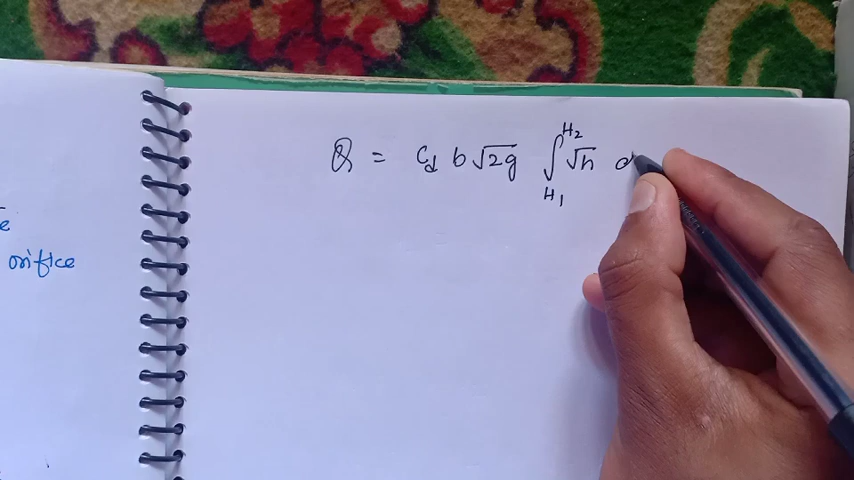 orifice
Q = Cd b √2g ∫H1^H2 √h d